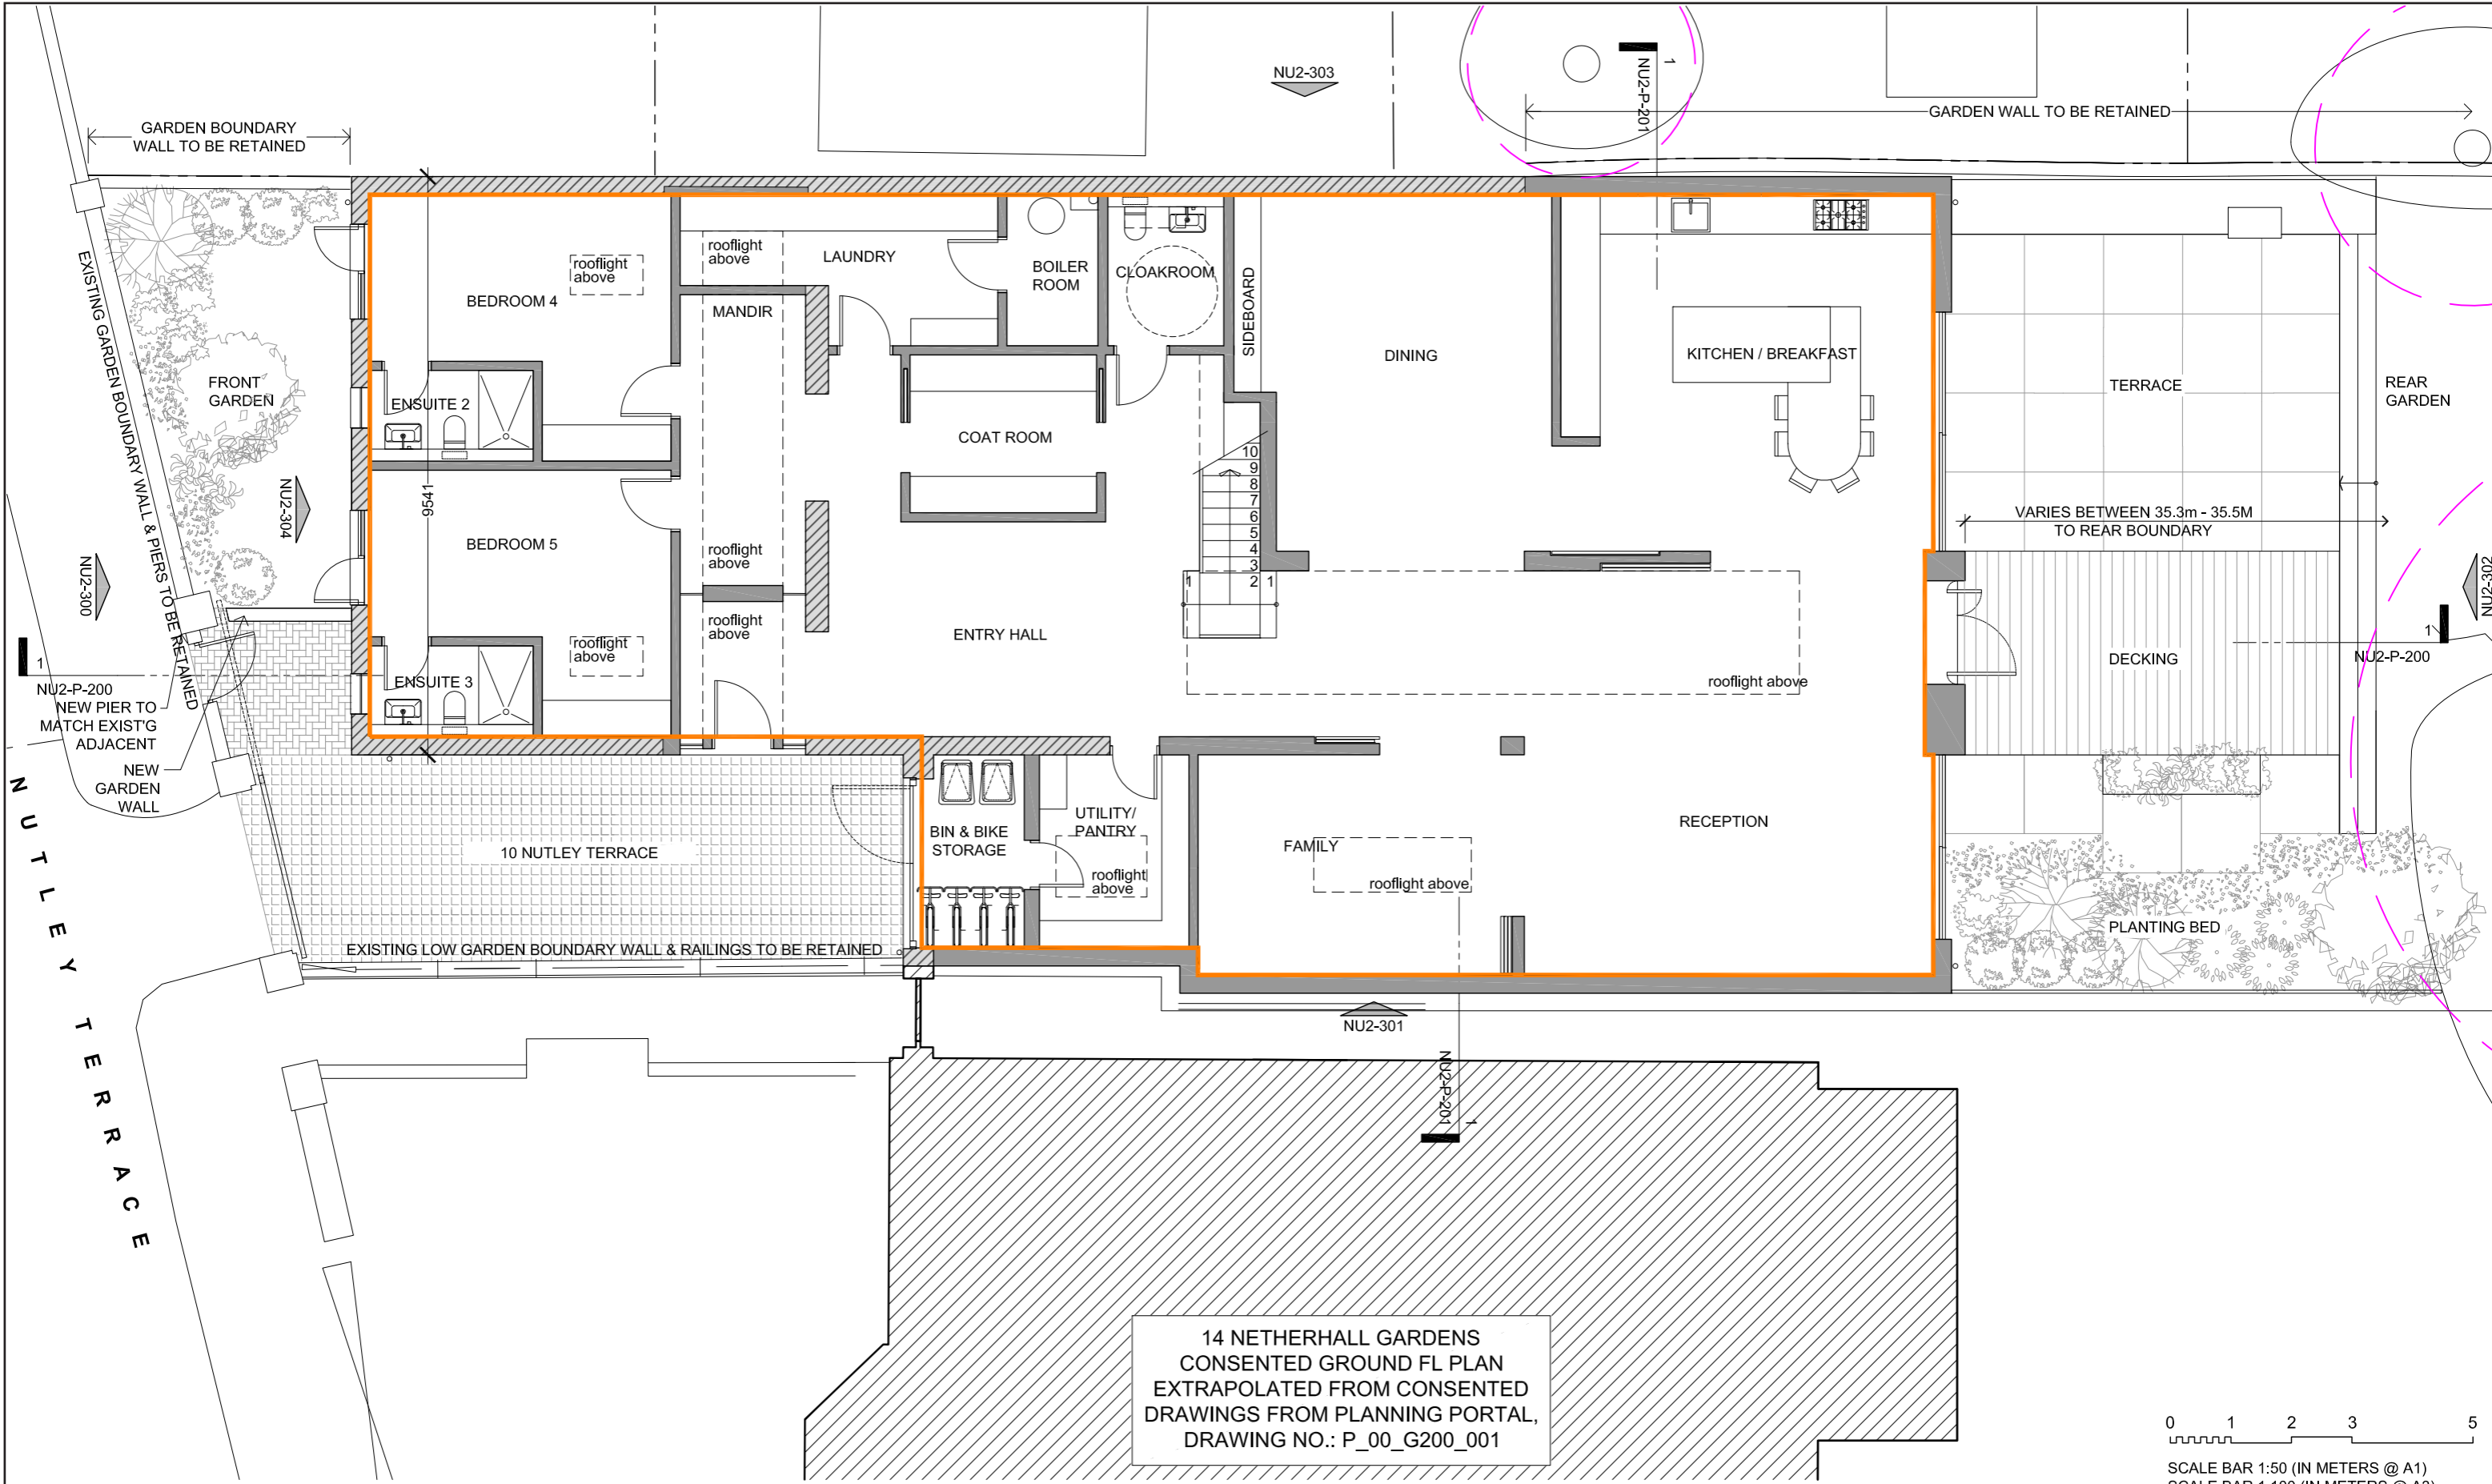 NU2-303
1
NU2-P-201
GARDEN WALL TO BE RETAINED
GARDEN BOUNDARY
WALL TO BE RETAINED
EXISTING GARDEN BOUNDARY WALL & PIERS TO BE RETAINED
FRONT
GARDEN
NU2-304
NU2-300
1
NU2-P-200
NEW PIER TO
MATCH EXIST'G
ADJACENT
NEW
GARDEN
WALL
NUTLEY TERRACE
BEDROOM 4
rooflight
above
rooflight
above
LAUNDRY
MANDIR
BOILER
ROOM
CLOAKROOM
SIDEBOARD
DINING
KITCHEN / BREAKFAST
TERRACE
REAR
GARDEN
ENSUITE 2
COAT ROOM
9541
BEDROOM 5
rooflight
above
rooflight
above
rooflight
above
ENSUITE 3
ENTRY HALL
10
9
8
7
6
5
4
3
2
1
1
rooflight above
VARIES BETWEEN 35.3m - 35.5M
TO REAR BOUNDARY
DECKING
NU2-302
1
NU2-P-200
10 NUTLEY TERRACE
BIN & BIKE
STORAGE
UTILITY/
PANTRY
rooflight
above
FAMILY
rooflight above
RECEPTION
PLANTING BED
EXISTING LOW GARDEN BOUNDARY WALL & RAILINGS TO BE RETAINED
NU2-301
NU2-P-201
1
14 NETHERHALL GARDENS
CONSENTED GROUND FL PLAN
EXTRAPOLATED FROM CONSENTED
DRAWINGS FROM PLANNING PORTAL,
DRAWING NO.: P_00_G200_001
0 1 2 3 5
SCALE BAR 1:50 (IN METERS @ A1)
SCALE BAR 1:100 (IN METERS @ A3)